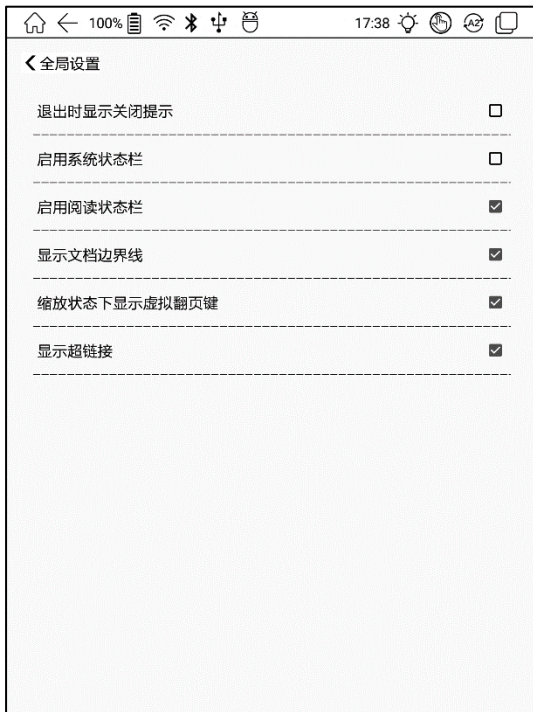 100% 17:38 A2
全局设置
退出时显示关闭提示
启用系统状态栏
启用阅读状态栏
显示文档边界线
缩放状态下显示虚拟翻页键
显示超链接